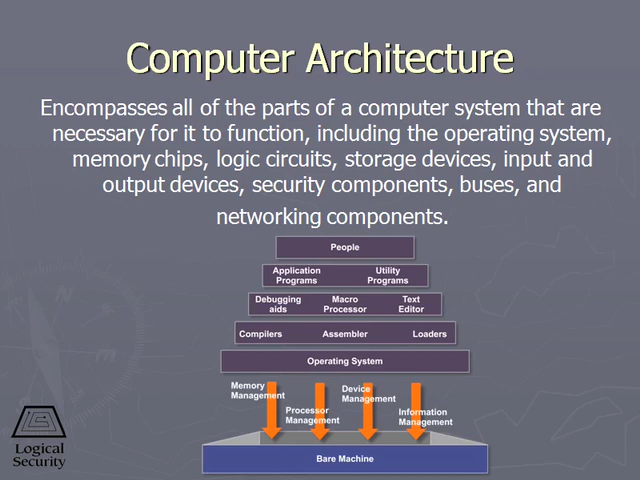 Computer Architecture
Encompasses all of the parts of a computer system that are
necessary for it to function, including the operating system,
memory chips, logic circuits, storage devices, input and
output devices, security components, buses, and
networking components.
People
Application Programs
Utility Programs
Debugging aids
Macro Processor
Text Editor
Compilers
Assembler
Loaders
Operating System
Memory Management
Processor Management
Device Management
Information Management
Bare Machine
Logical
Security